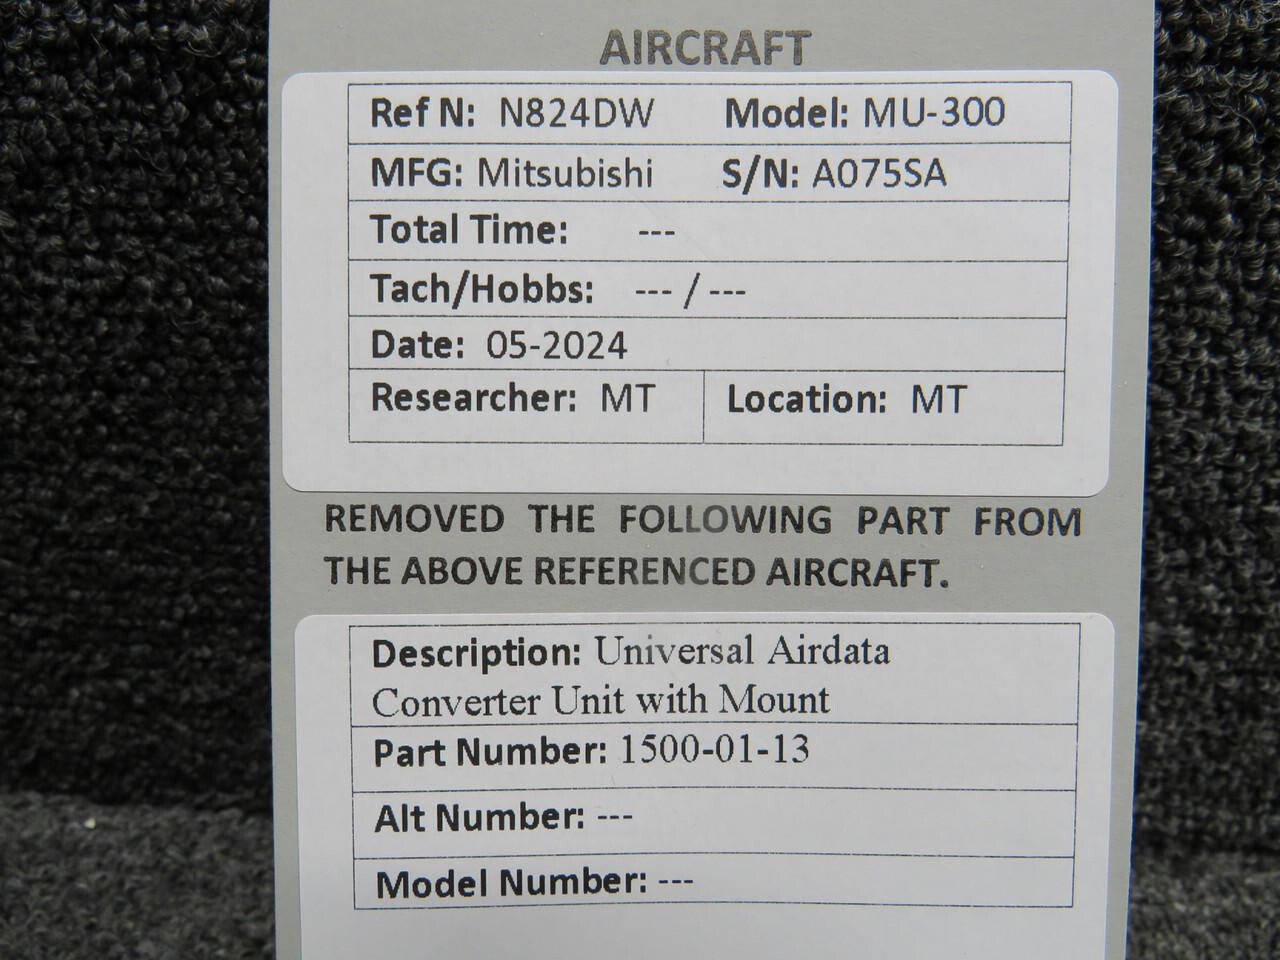 AIRCRAFT
Ref N: N824DW Model: MU-300
MFG: Mitsubishi S/N: A075SA
Total Time: ---
Tach/Hobbs: --- / ---
Date: 05-2024
Researcher: MT Location: MT
REMOVED THE FOLLOWING PART FROM
THE ABOVE REFERENCED AIRCRAFT.
Description: Universal Airdata
Converter Unit with Mount
Part Number: 1500-01-13
Alt Number: ---
Model Number: ---